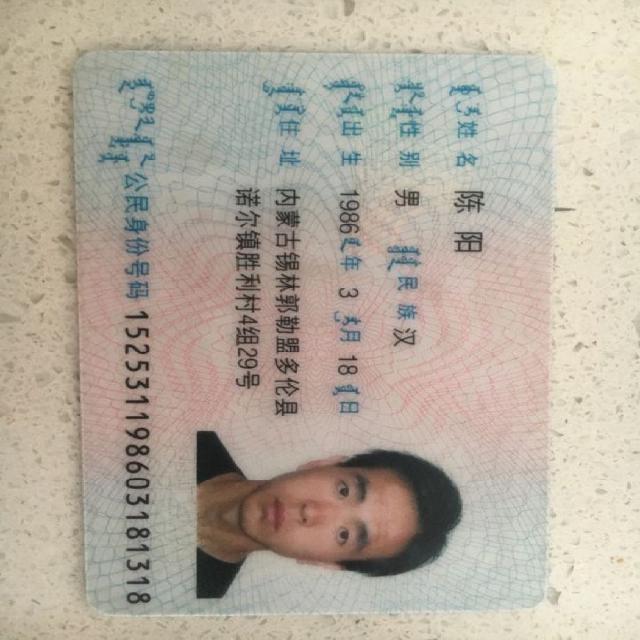 姓名 陈阳
性别 男 民族 汉
出生 1986 年 3 月 18 日
住址 内蒙古锡林郭勒盟多伦县
诺尔镇胜利村4组29号
公民身份号码 152531198603181318